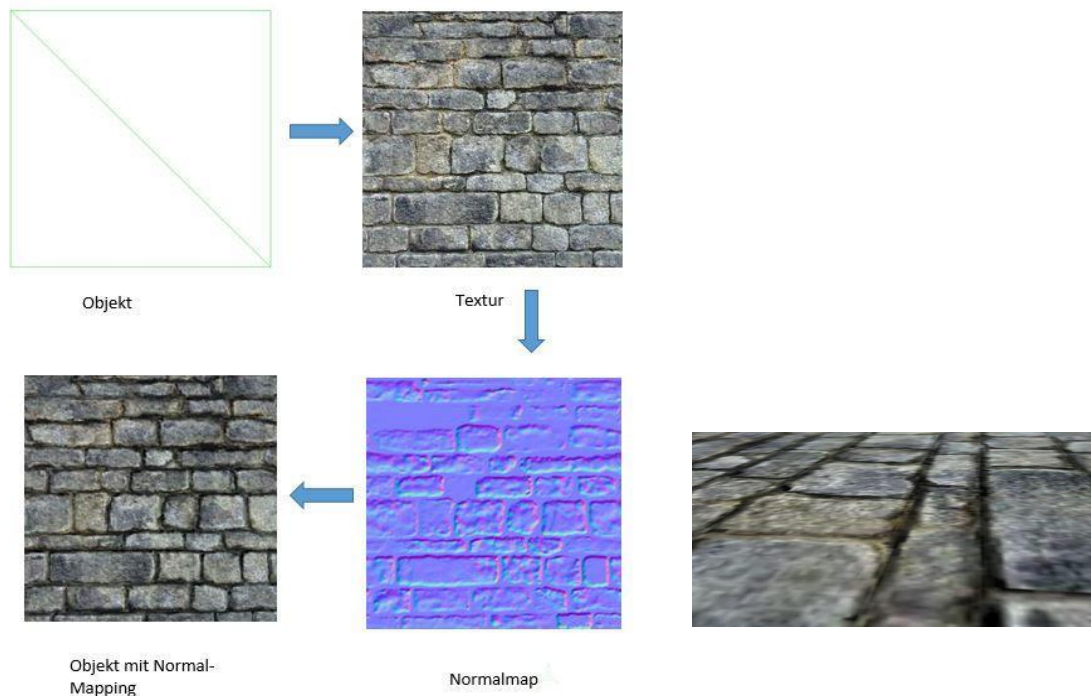 Objekt
Textur
Objekt mit Normal-
Mapping
Normalmap